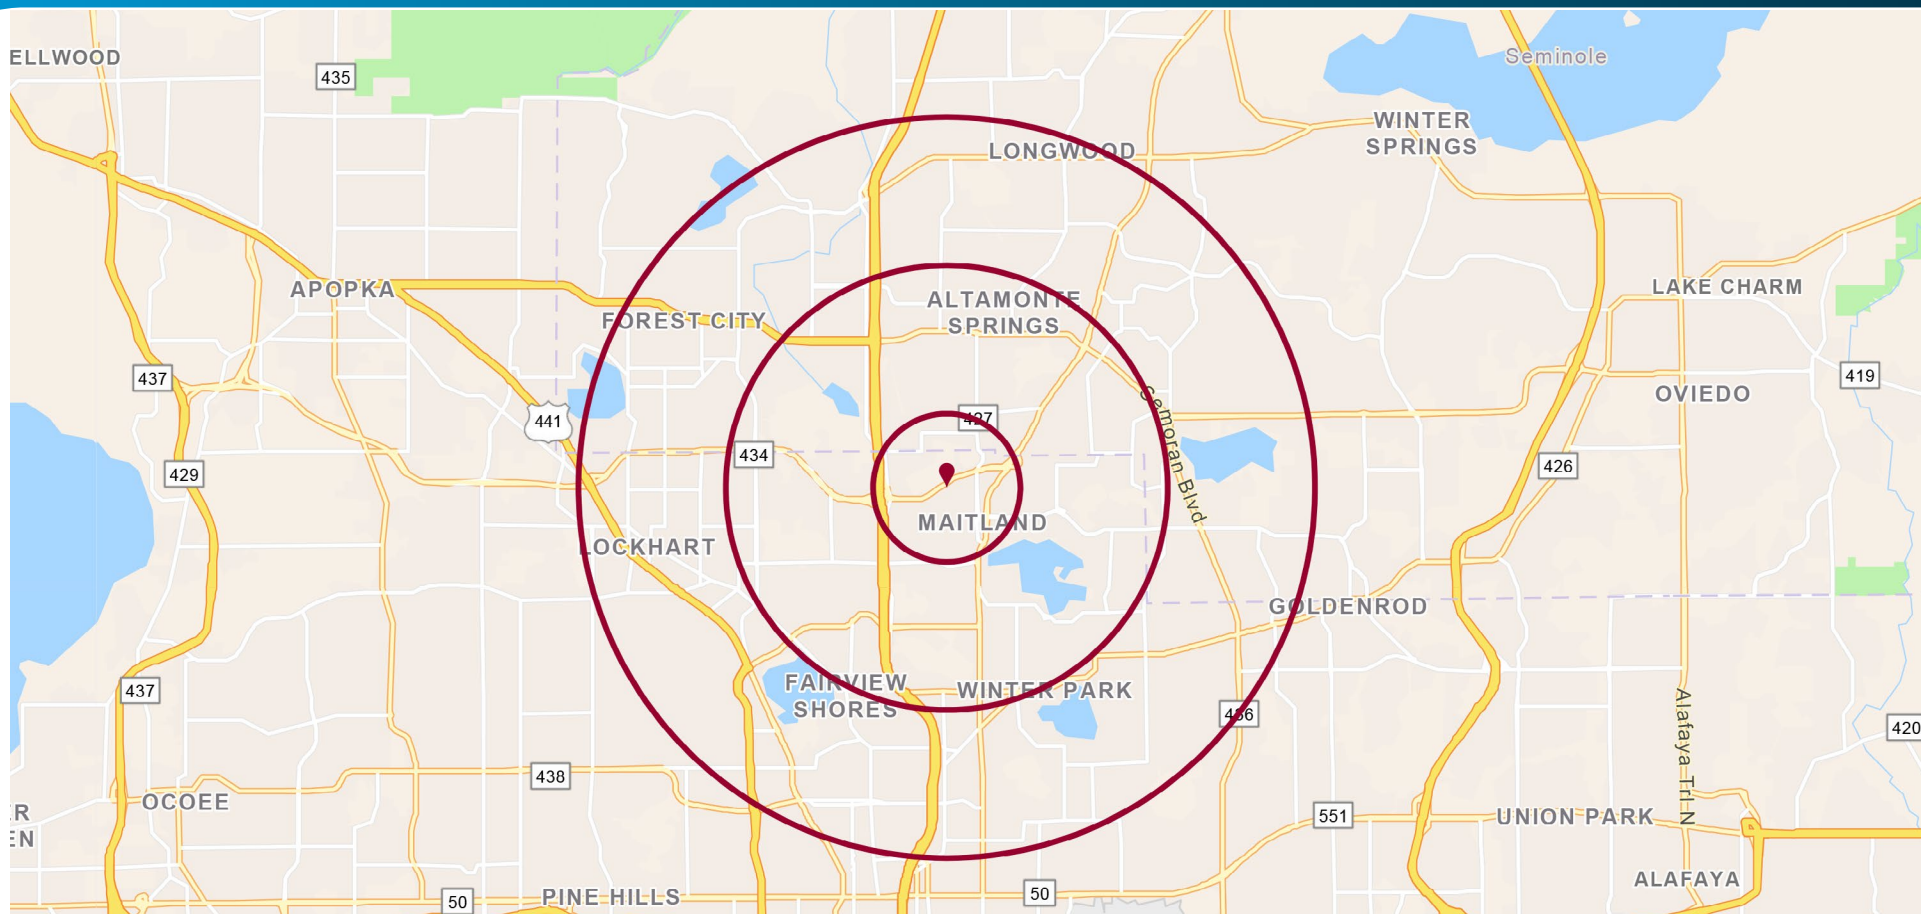 ELLWOOD
435
Seminole
WINTER
SPRINGS
LONGWOOD
APOPKA
LAKE CHARM
ALTAMONTE
SPRINGS
FOREST CITY
437
419
OVIEDO
427
441
Semoran Blvd
434
429
426
MAITLAND
LOCKHART
GOLDENROD
437
FAIRVIEW
SHORES
WINTER PARK
436
Alafaya Trl N
420
438
OCOEE
ER
EN
551
UNION PARK
ALAFAYA
50
PINE HILLS
50